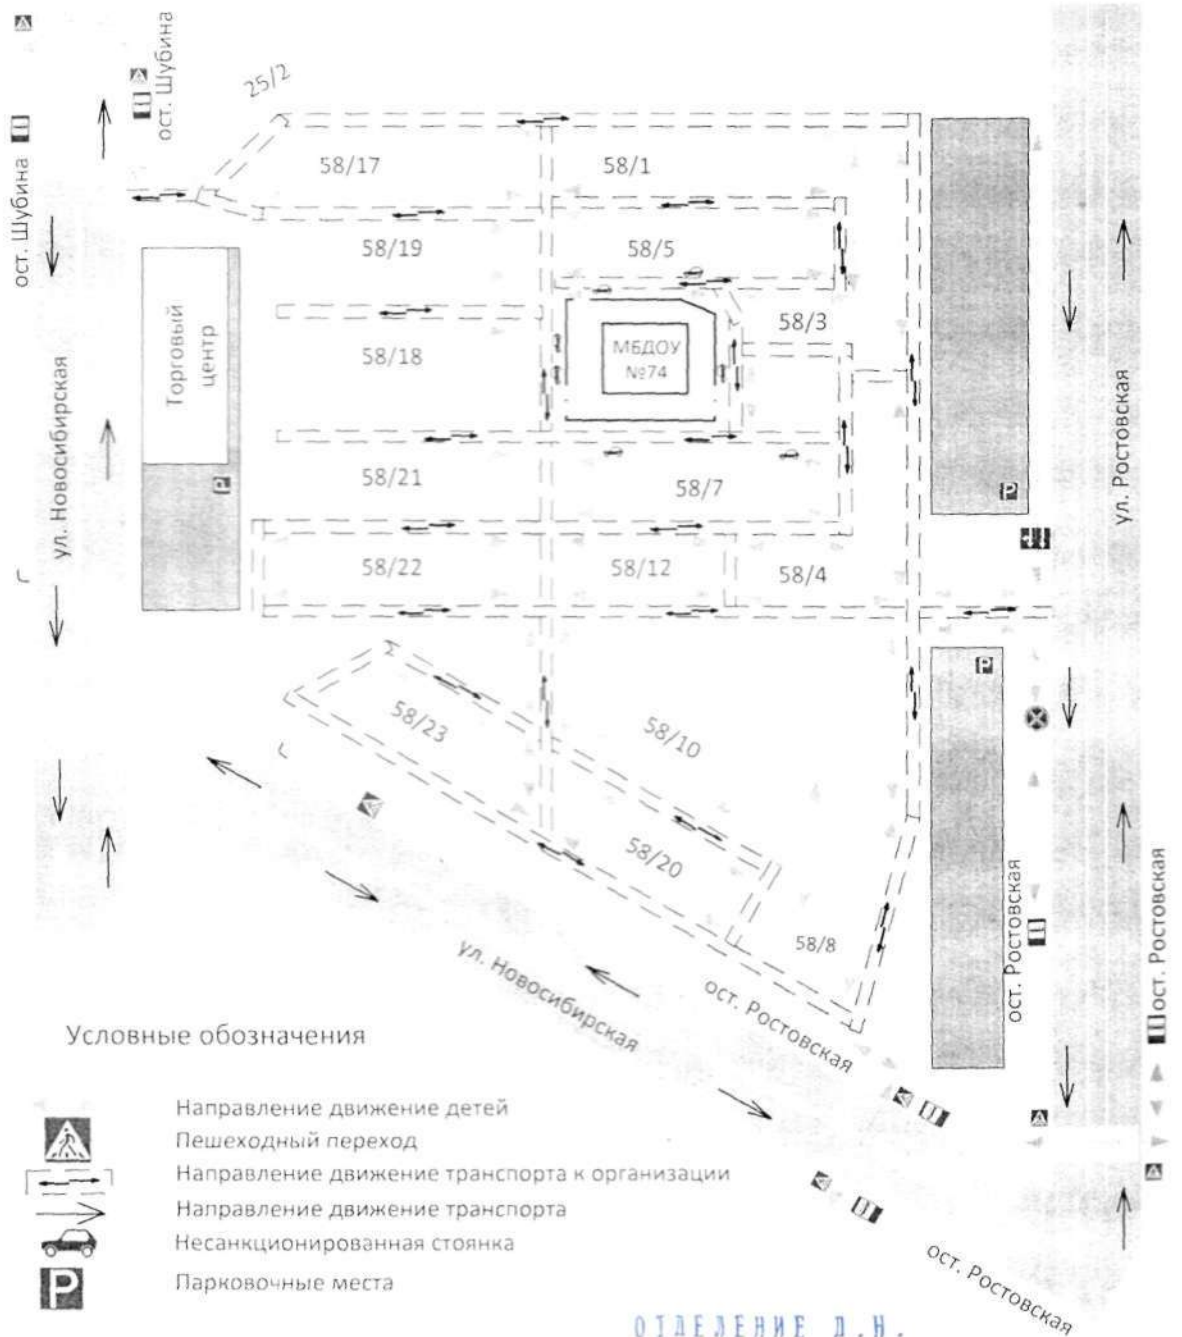 ост. Шубина
ост. Шубина
25/2
58/17
58/1
58/19
58/5
58/3
Торговый
центр
58/18
МБДОУ
№74
ул. Новосибирская
ул. Ростовская
P
58/21
58/7
P
58/22
58/12
58/4
P
58/23
58/10
58/20
58/8
ул. Новосибирская
ост. Ростовская
ост. Ростовская
ост. Ростовская
ост. Ростовская
Условные обозначения
Направление движение детей
Пешеходный переход
Направление движение транспорта к организации
Направление движение транспорта
Несанкционированная стоянка
P
Парковочные места
ОТДЕЛЕНИЕ Д.Н.